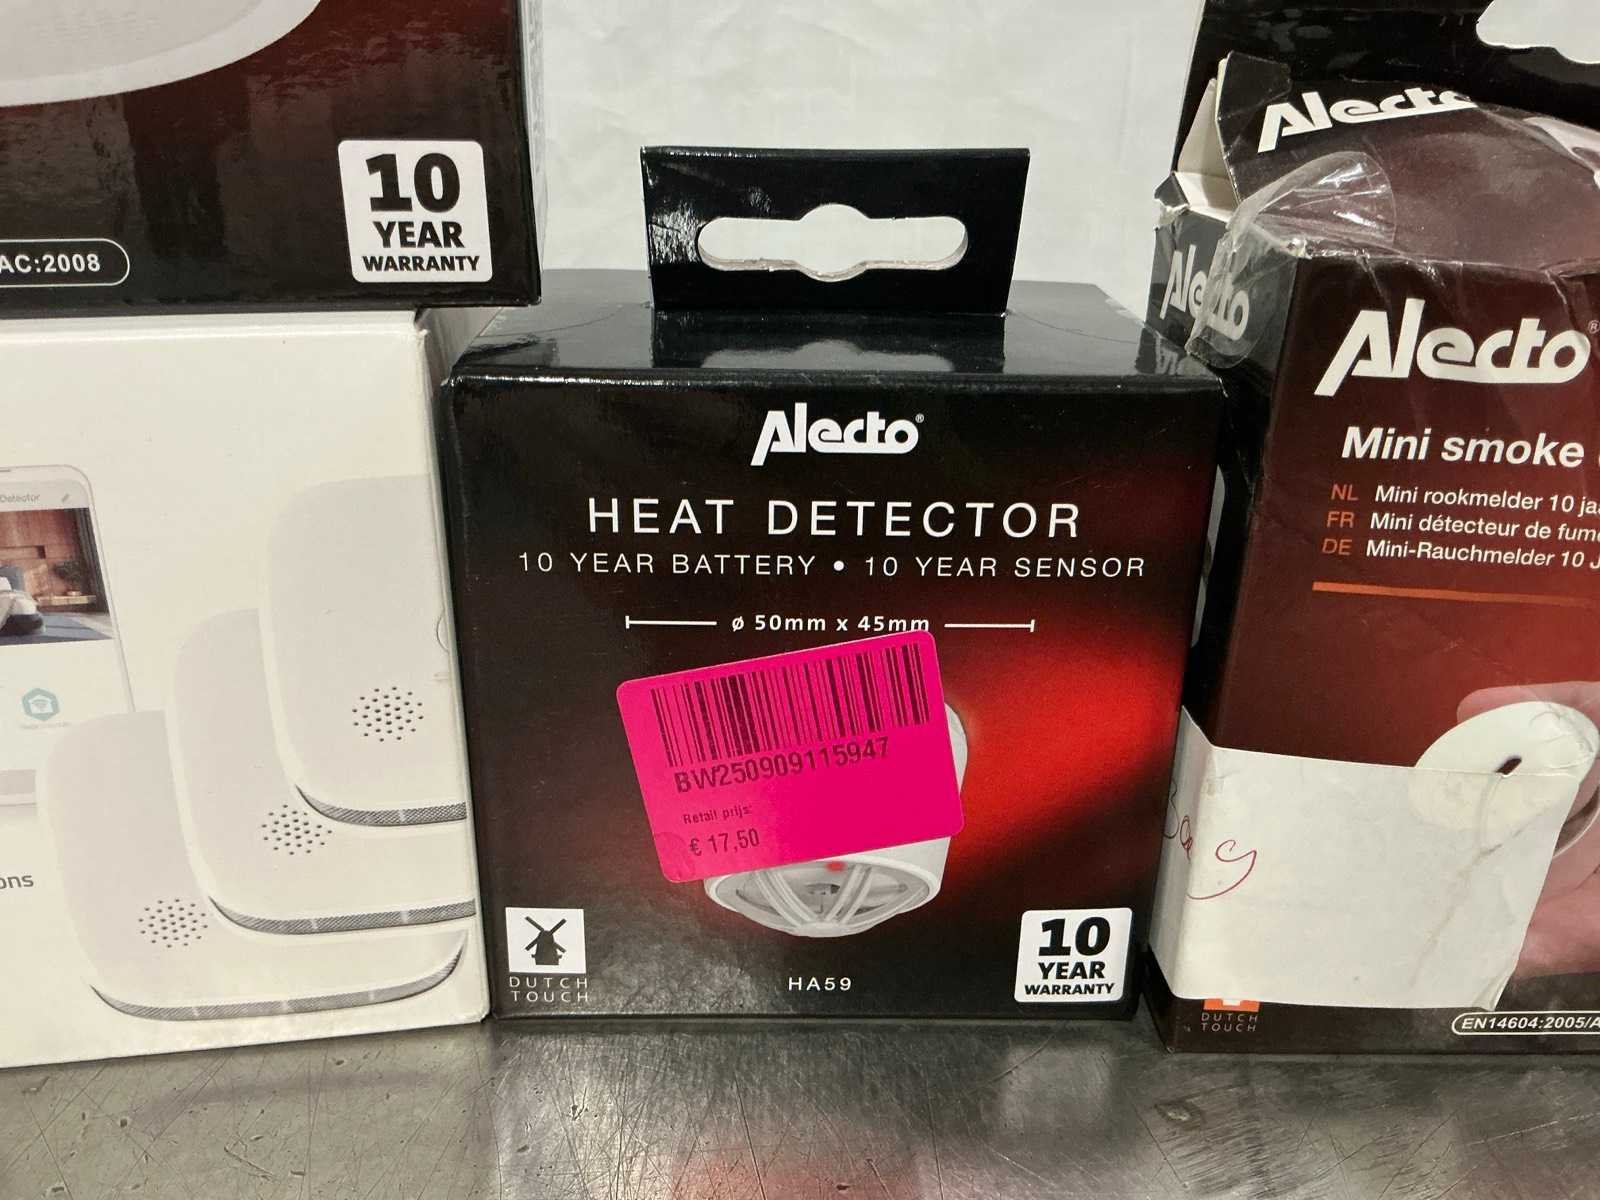 10
YEAR
WARRANTY
AC:2008
Detector
ons
Alecto®
HEAT DETECTOR
10 YEAR BATTERY • 10 YEAR SENSOR
ø 50mm x 45mm
BW250909115947
Retail prijs:
€ 17,50
DUTCH
TOUCH
HA59
10
YEAR
WARRANTY
Alecto
Alecto
Alecto®
Mini smoke
NL Mini rookmelder 10 jaa
FR Mini détecteur de fumé
DE Mini-Rauchmelder 10 J
DUTCH
TOUCH
EN14604:2005/A